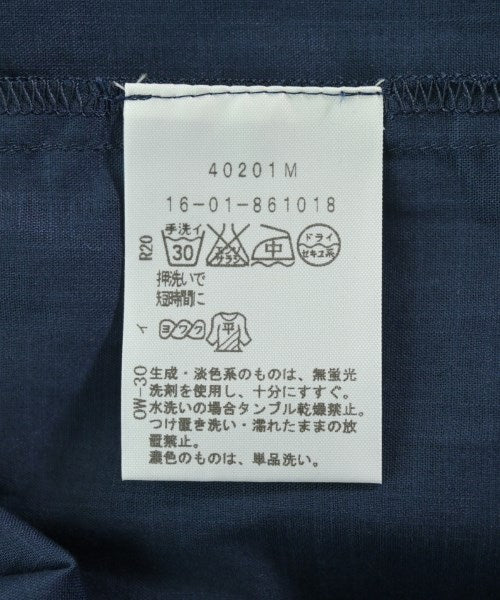 40201M
16-01-861018
R20
手洗イ
30
エンソサラシ
中
ドライ
セキユ系
押洗いで
短時間に
イ
ヨワク
平
OW-30
生成・淡色系のものは、無蛍光
洗剤を使用し、十分にすすぐ。
水洗いの場合タンブル乾燥禁止。
つけ置き洗い・濡れたままの放
置禁止。
濃色のものは、単品洗い。